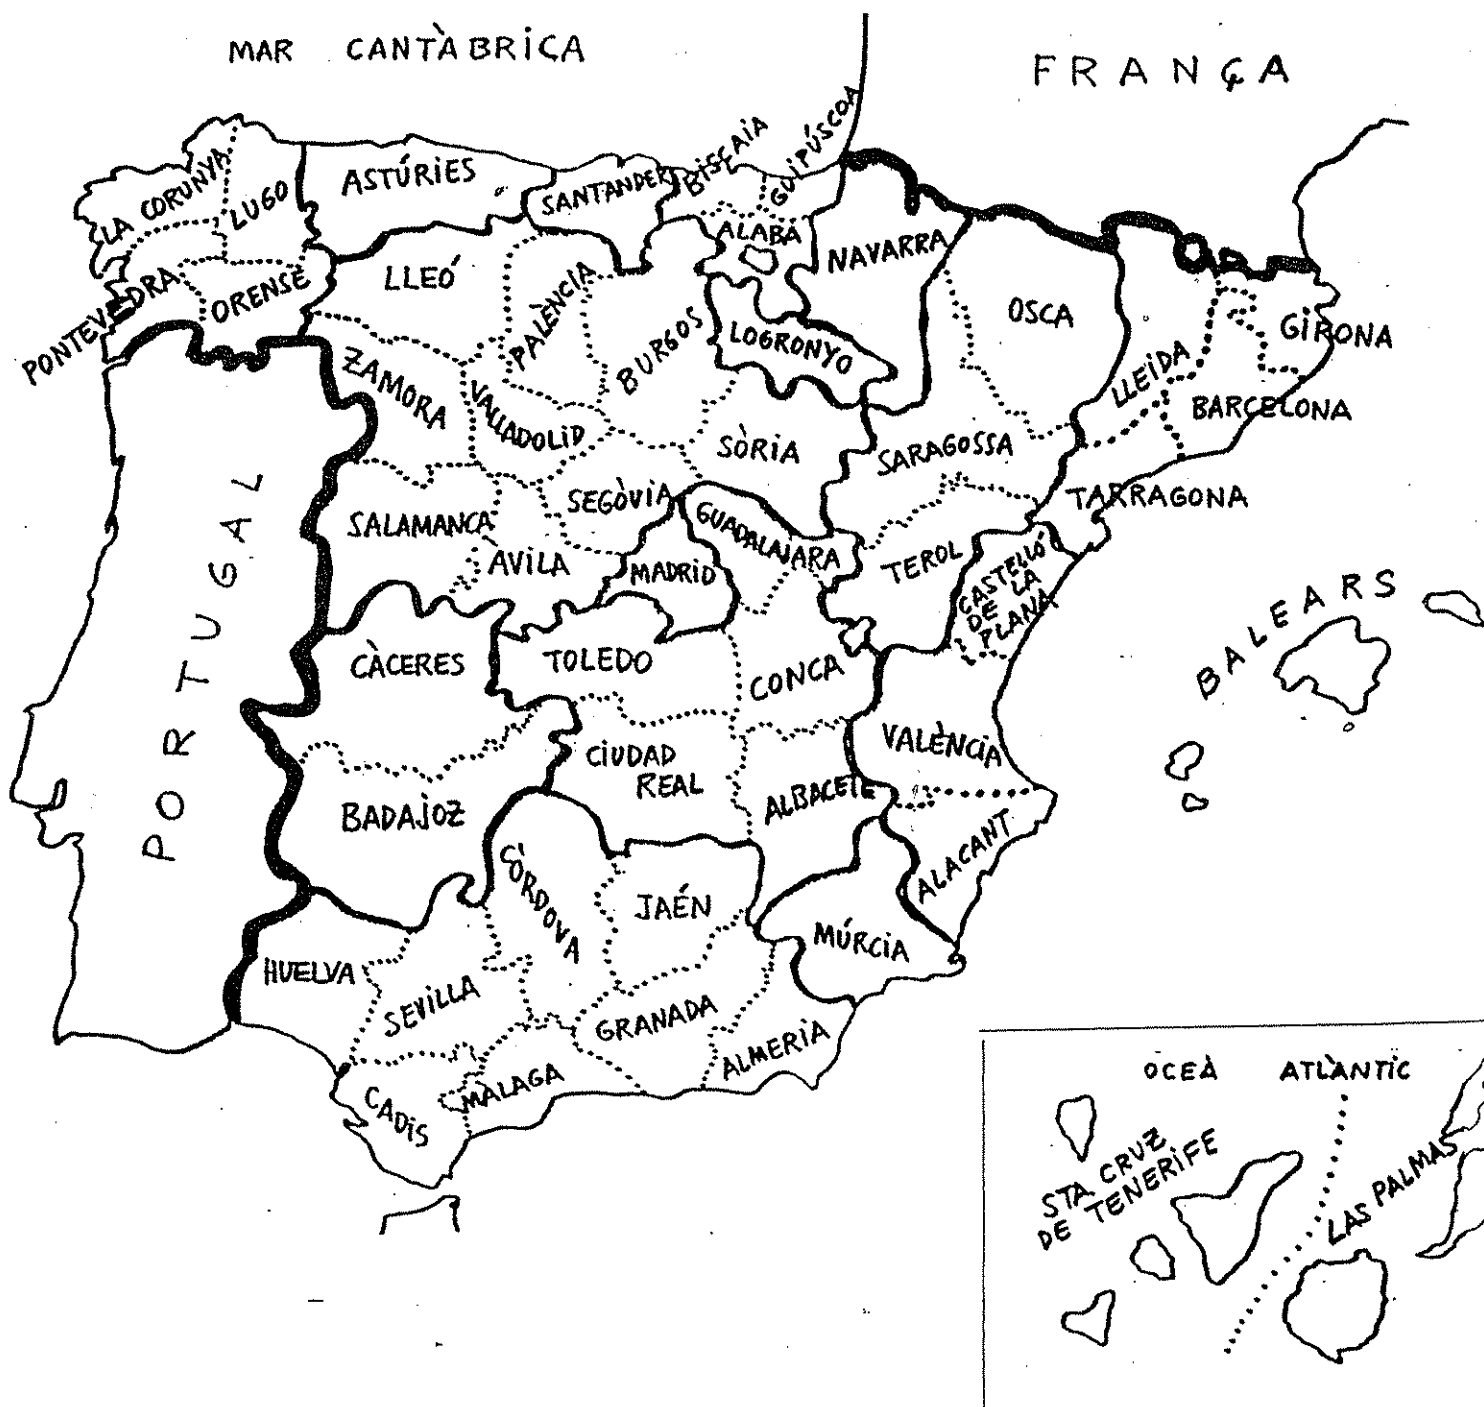 MAR CANTÀBRICA
FRANÇA
LA CORUNYA
LUGO
ASTÚRIES
SANTANDER
BISCAIA
GUIPÚSCOA
ALABA
NAVARRA
PONTEVEDRA
ORENSE
LLEÓ
PALÈNCIA
BURGOS
LOGRONYO
OSCA
LLEIDA
GIRONA
BARCELONA
TARRAGONA
ZAMORA
VALLADOLID
SÒRIA
SARAGOSSA
SALAMANCA
ÀVILA
SEGÒVIA
MADRID
GUADALAJARA
TEROL
CASTELLÓ
DE LA
PLANA
PORTUGAL
CÀCERES
TOLEDO
CONCA
VALÈNCIA
BALEARS
BADAJOZ
CIUDAD
REAL
ALBACETE
ALACANT
CÒRDOVA
JAÉN
MÚRCIA
HUELVA
SEVILLA
GRANADA
ALMERIA
CADIS
MÀLAGA
OCEÀ ATLÀNTIC
STA CRUZ
DE TENERIFE
LAS PALMAS